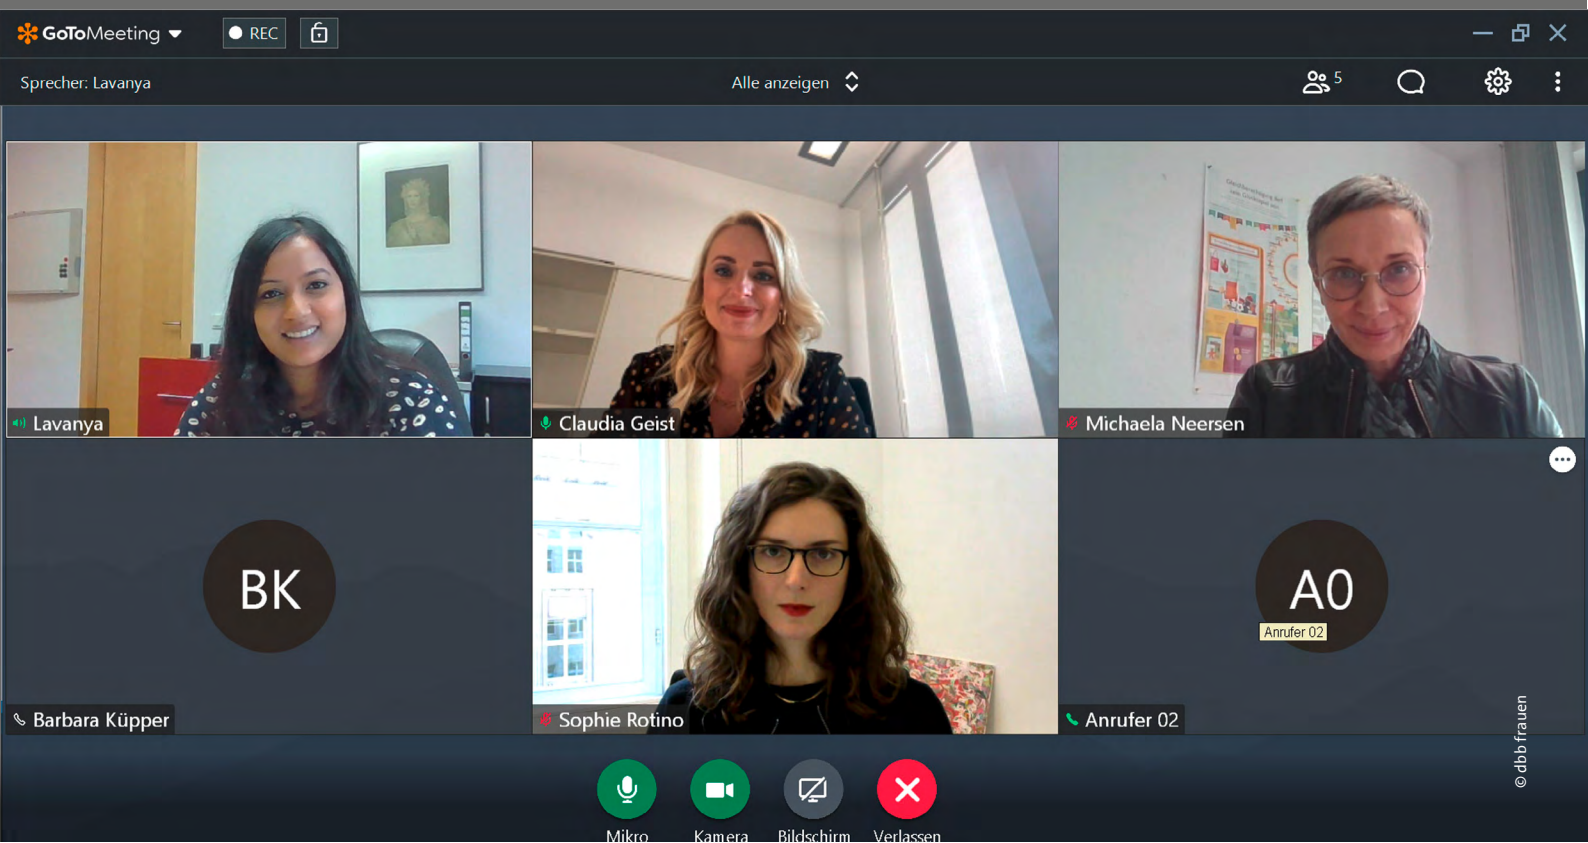 GoToMeeting
REC
Sprecher: Lavanya
Alle anzeigen
5
Lavanya
Claudia Geist
Michaela Neersen
BK
A0
Anrufer 02
Barbara Küpper
Sophie Rotino
Anrufer 02
© dbb frauen
Mikro
Kamera
Bildschirm
Verlassen